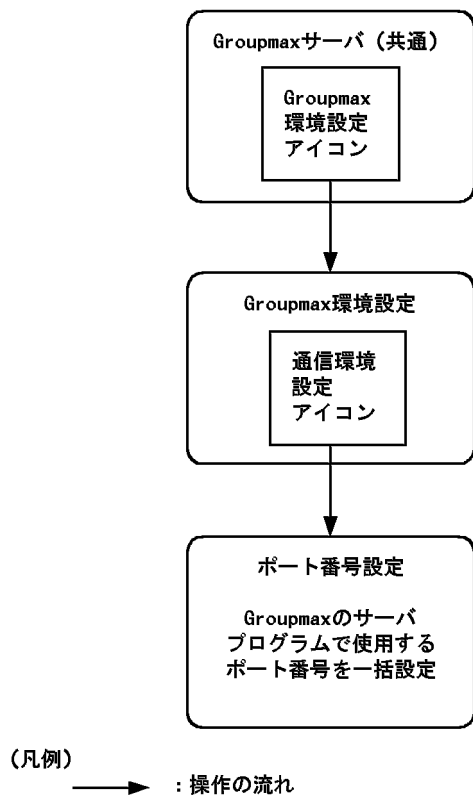 Groupmaxサーバ（共通）
Groupmax
環境設定
アイコン
Groupmax環境設定
通信環境
設定
アイコン
ポート番号設定
Groupmaxのサーバ
プログラムで使用する
ポート番号を一括設定
（凡例）
：操作の流れ